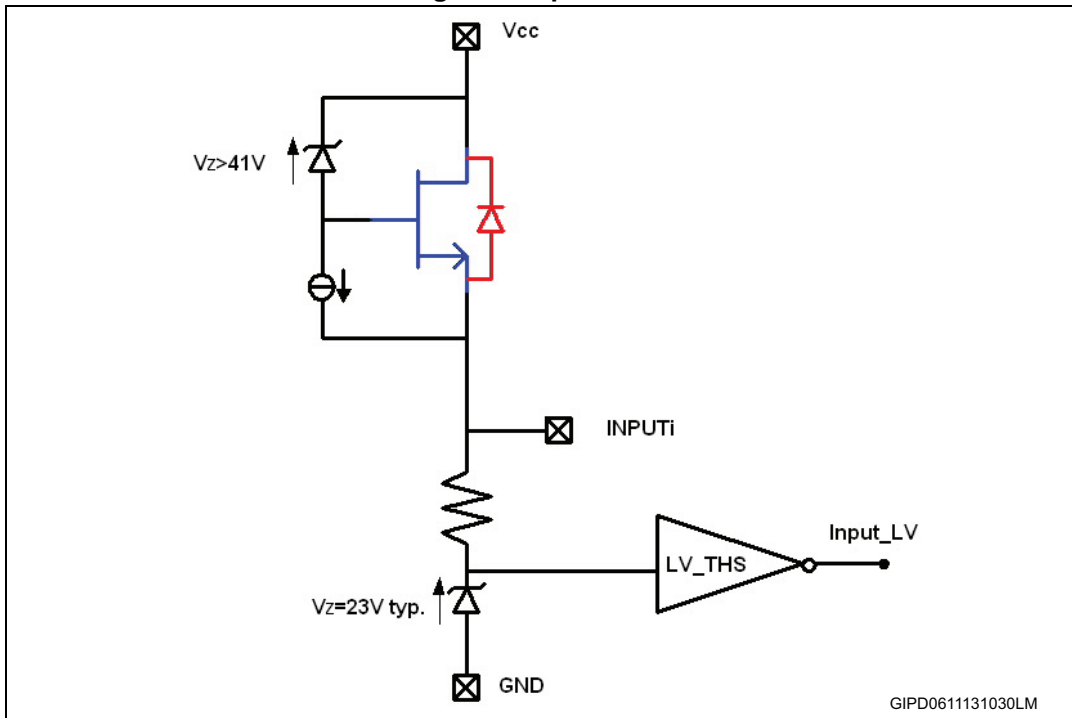 Vcc
Vz>41V
INPUTi
Input_LV
LV_THS
Vz=23V typ.
GND
GIPD0611131030LM